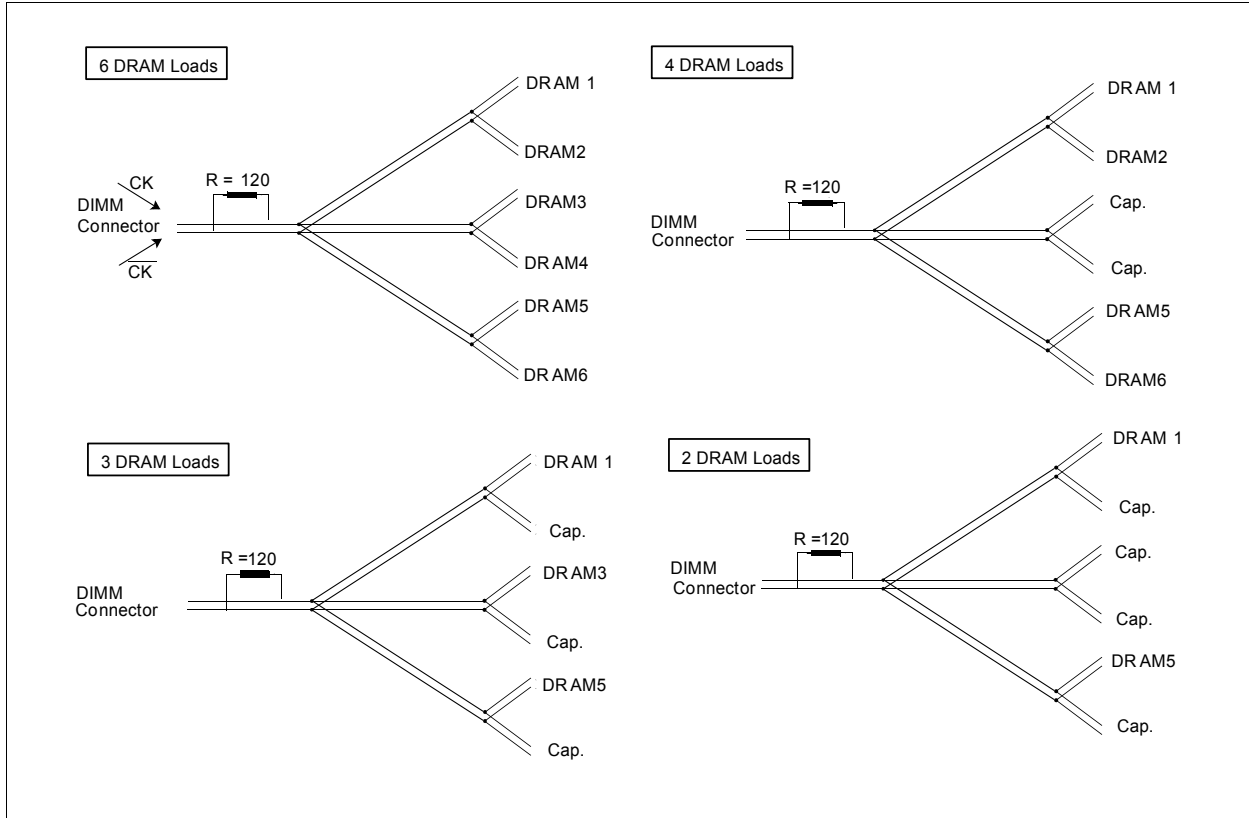 6 DRAM Loads
DRAM 1
DRAM2
DRAM3
DRAM4
DRAM5
DRAM6
R = 120
CK
DIMM
Connector
CK
4 DRAM Loads
DRAM 1
DRAM2
Cap.
Cap.
DRAM5
DRAM6
R =120
DIMM
Connector
3 DRAM Loads
DRAM 1
Cap.
DRAM3
Cap.
DRAM5
Cap.
R =120
DIMM
Connector
2 DRAM Loads
DRAM 1
Cap.
Cap.
Cap.
DRAM5
Cap.
R =120
DIMM
Connector